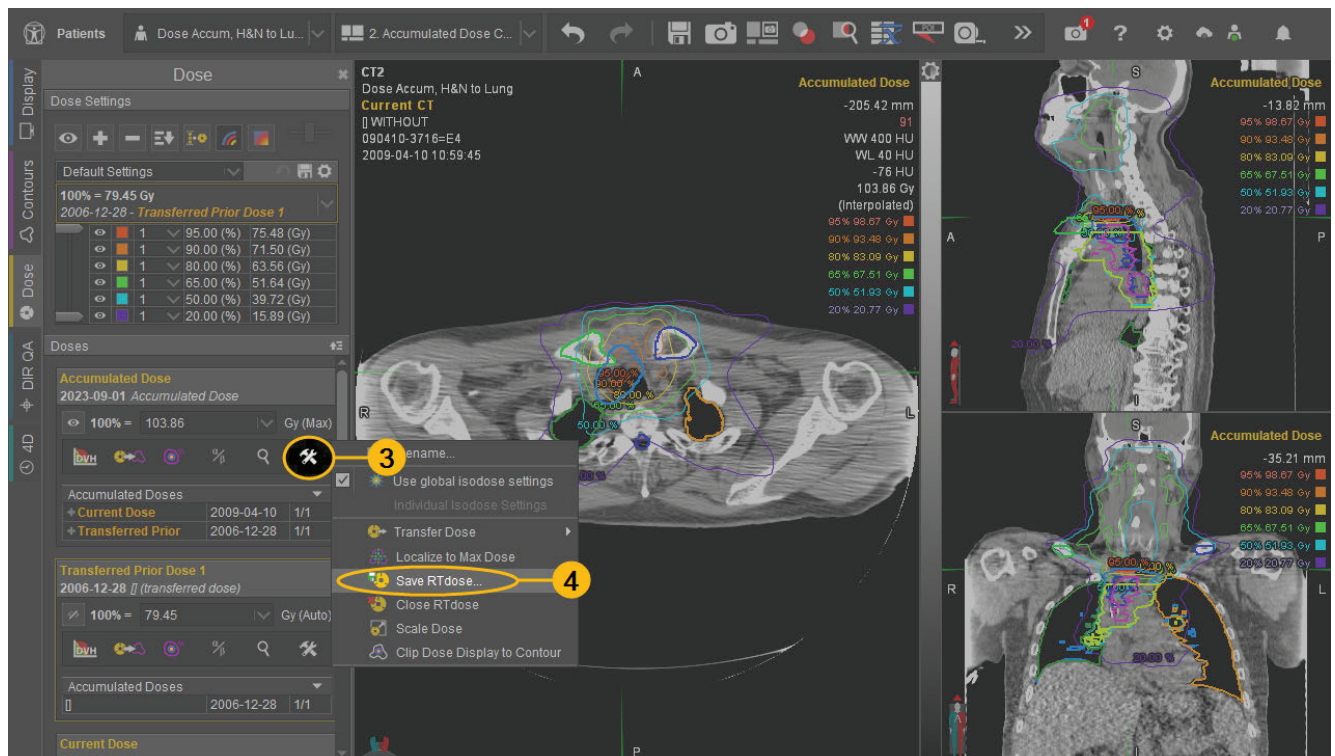 Patients
Dose Accum, H&N to Lu...
2. Accumulated Dose C...
»
1
?
Display
Contours
Dose
DIR QA
4D
Dose
Dose Settings
Default Settings
100% = 79.45 Gy
2006-12-28 - Transferred Prior Dose 1
1 95.00 (%) 75.48 (Gy)
1 90.00 (%) 71.50 (Gy)
1 80.00 (%) 63.56 (Gy)
1 65.00 (%) 51.64 (Gy)
1 50.00 (%) 39.72 (Gy)
1 20.00 (%) 15.89 (Gy)
Doses
Accumulated Dose
2023-09-01 Accumulated Dose
100% = 103.86 Gy (Max)
DVH
Accumulated Doses
+Current Dose 2009-04-10 1/1
+Transferred Prior 2006-12-28 1/1
Transferred Prior Dose 1
2006-12-28 [] (transferred dose)
100% = 79.45 Gy (Auto)
DVH
Accumulated Doses
[] 2006-12-28 1/1
Current Dose
3
ename...
Use global isodose settings
Individual Isodose Settings
Transfer Dose
Localize to Max Dose
Save RTdose...
4
Close RTdose
Scale Dose
Clip Dose Display to Contour
CT2
Dose Accum, H&N to Lung
Current CT
[] WITHOUT
090410-3716=E4
2009-04-10 10:59:45
A
R
L
P
Accumulated Dose
-205.42 mm
91
WW 400 HU
WL 40 HU
-76 HU
103.86 Gy
(Interpolated)
95% 98.67 Gy
90% 93.48 Gy
80% 83.09 Gy
65% 67.51 Gy
50% 51.93 Gy
20% 20.77 Gy
95.00 %
90.00 %
80.00 %
50.00 %
S
Accumulated Dose
-13.82 mm
95% 98.67 Gy
90% 93.48 Gy
80% 83.09 Gy
65% 67.51 Gy
50% 51.93 Gy
20% 20.77 Gy
A
P
95.00 %
20.00 %
I
S
Accumulated Dose
-35.21 mm
95% 98.67 Gy
90% 93.48 Gy
80% 83.09 Gy
65% 67.51 Gy
50% 51.93 Gy
20% 20.77 Gy
R
L
95.00 %
20.00 %
I